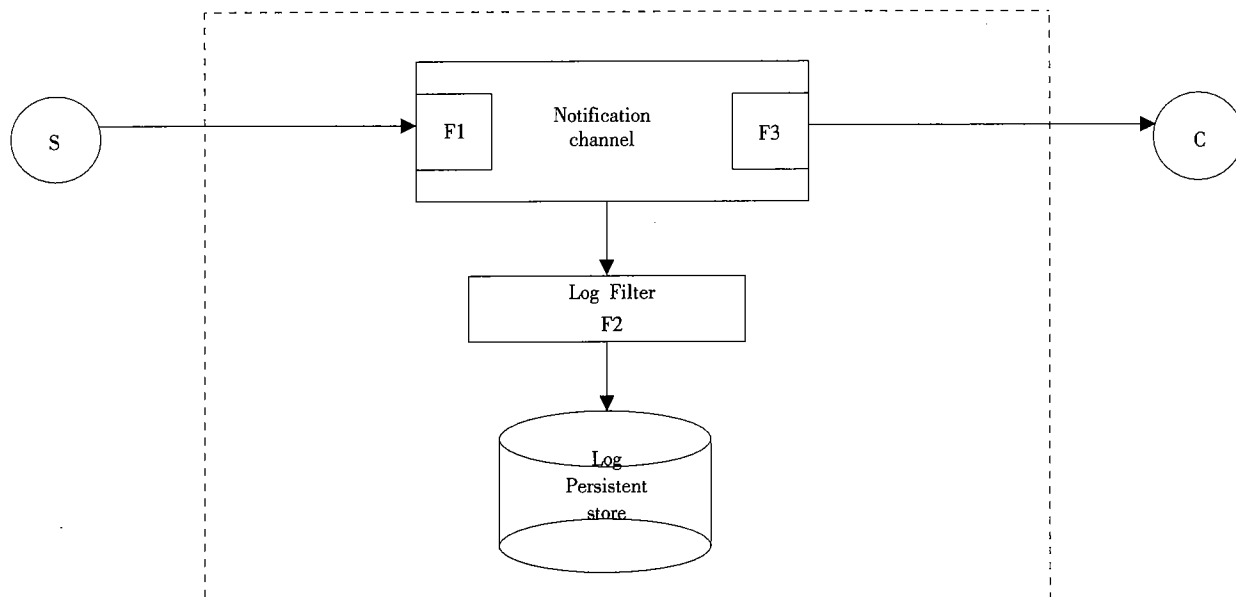 S
F1
Notification
channel
F3
C
Log Filter
F2
Log
Persistent
store